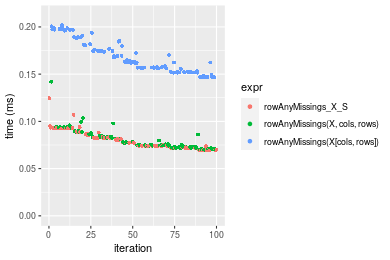 0.20
0.15
0.10
0.05
0.00
time (ms)
0
25
50
75
100
iteration
expr
rowAnyMissings_X_S
rowAnyMissings(X, cols, rows)
rowAnyMissings(X[cols, rows])